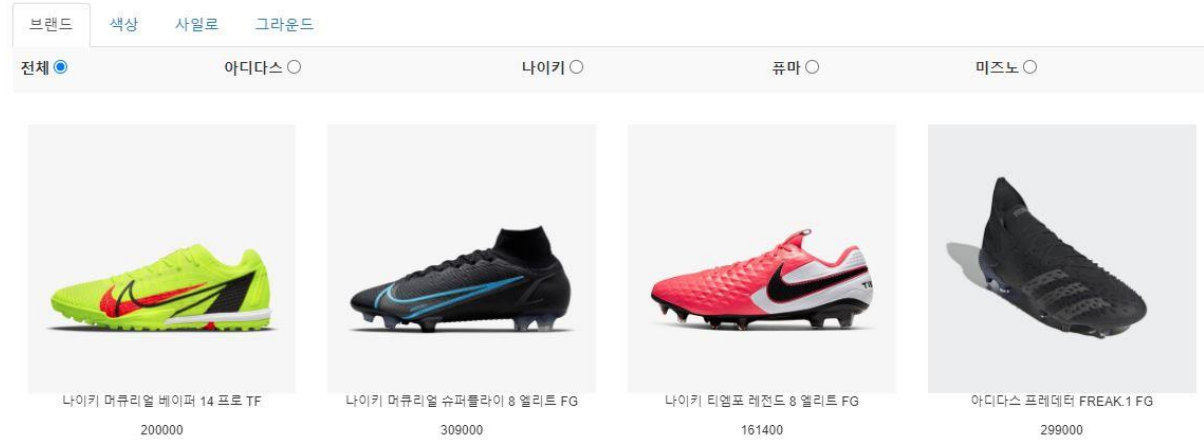 브랜드 색상 사일로 그라운드
전체 아디다스 나이키 퓨마 미즈노
나이키 머큐리얼 베이퍼 14 프로 TF 나이키 머큐리얼 슈퍼플라이 8 엘리트 FG 나이키 티엠포 레전드 8 엘리트 FG 아디다스 프레데터 FREAK.1 FG
200000 309000 161400 299000